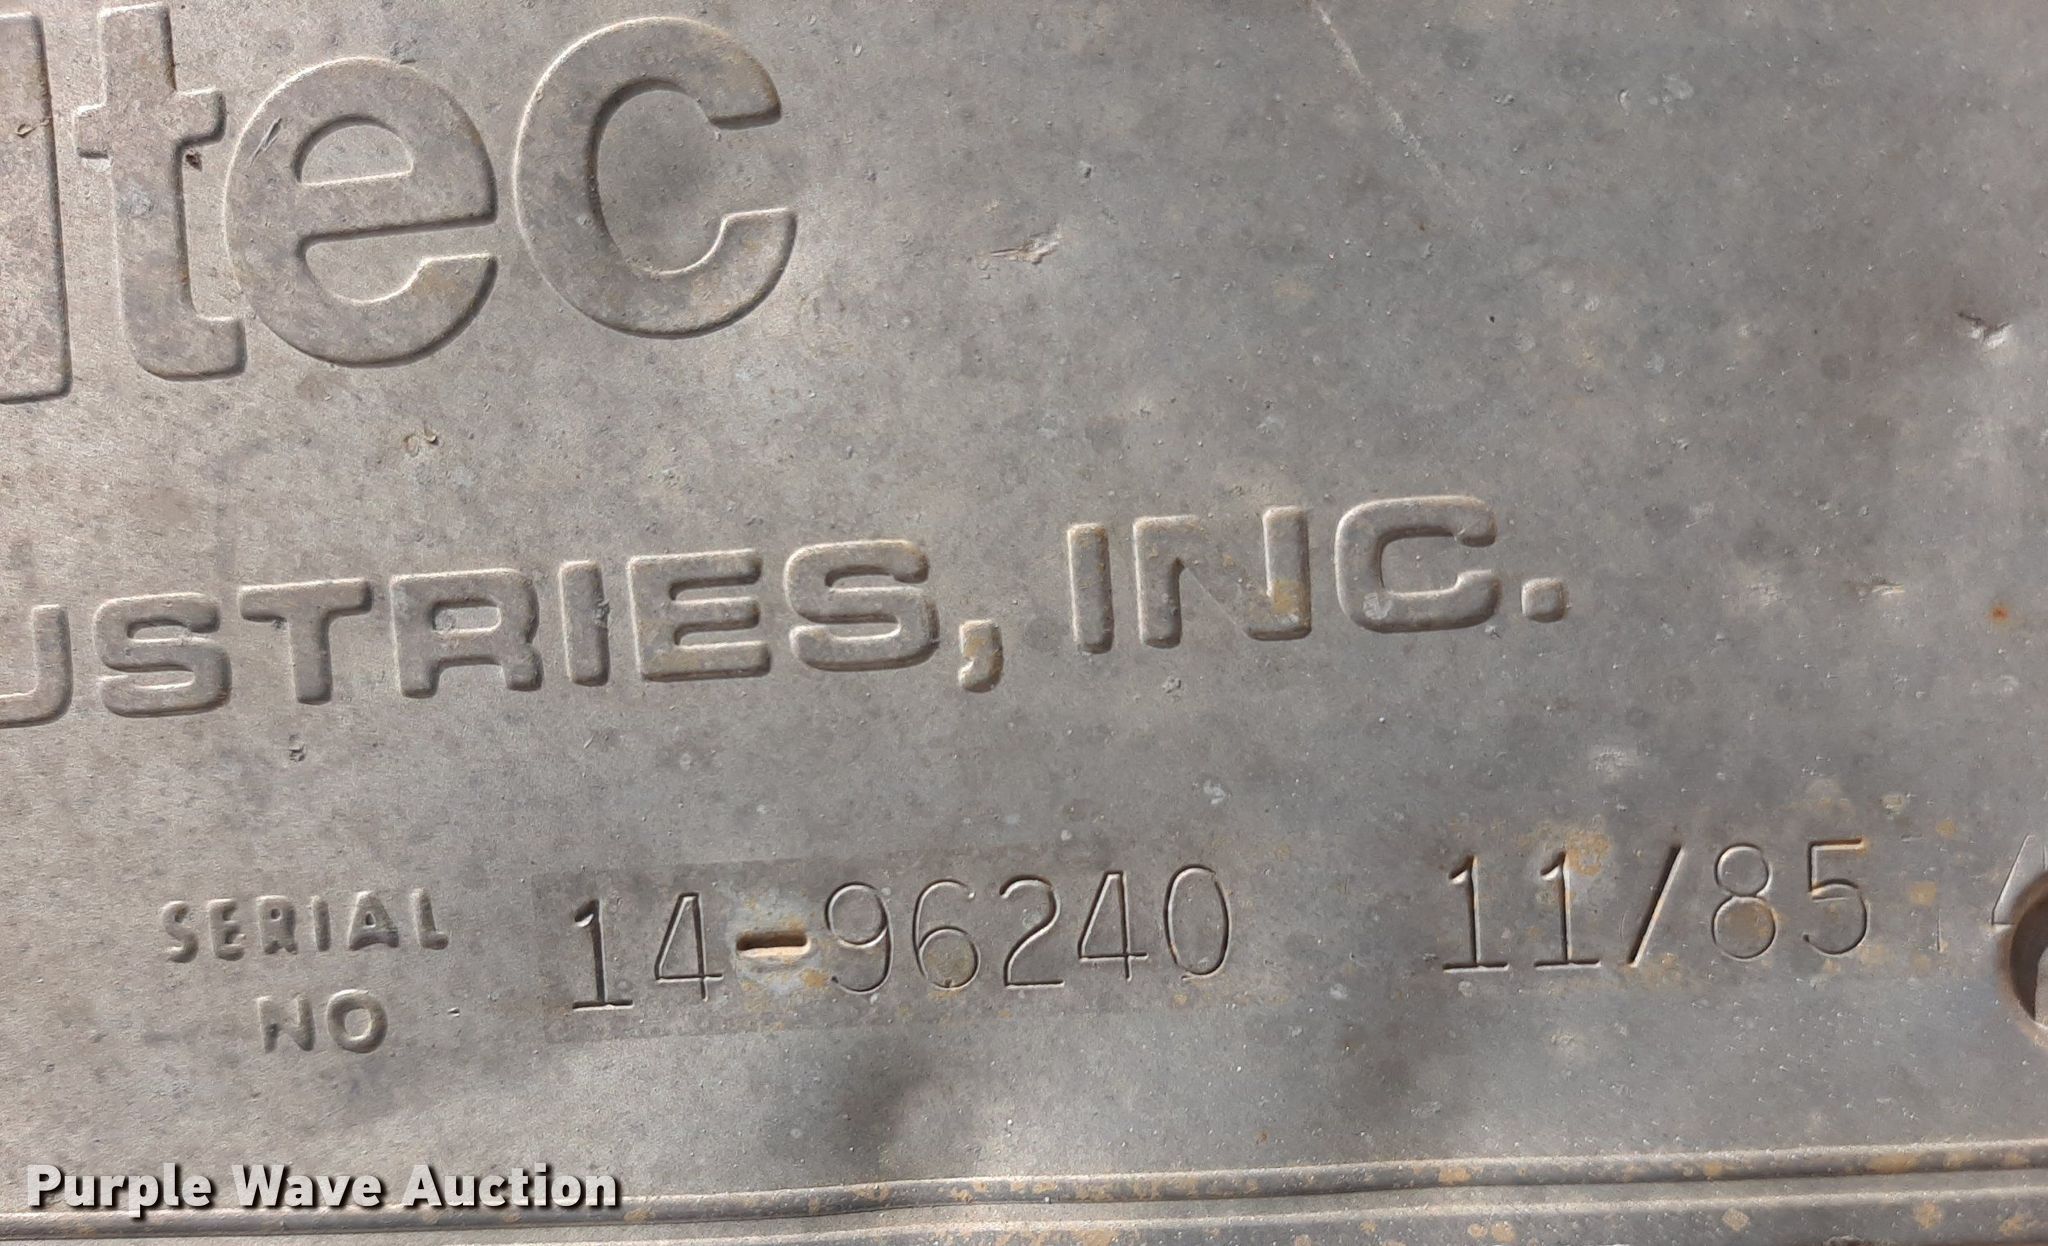 ltec
USTRIES, INC.
SERIAL NO 14-96240 11/85
Purple Wave Auction